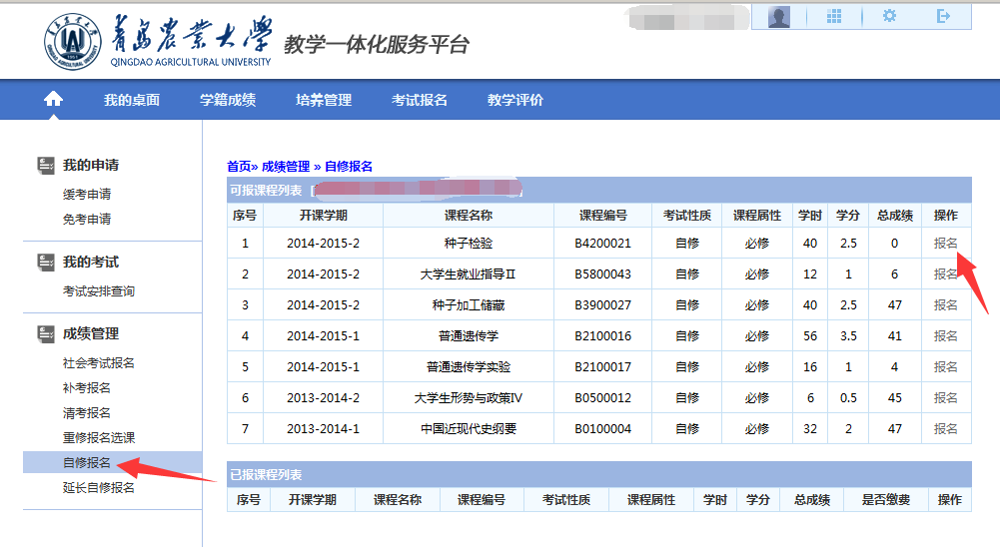 青岛农业大学
QINGDAO AGRICULTURAL UNIVERSITY
教学一体化服务平台
我的桌面 学籍成绩 培养管理 考试报名 教学评价
我的申请
缓考申请
免考申请
我的考试
考试安排查询
成绩管理
社会考试报名
补考报名
清考报名
重修报名选课
自修报名
延长自修报名
首页» 成绩管理 » 自修报名
可报课程列表 [
序号 开课学期 课程名称 课程编号 考试性质 课程属性 学时 学分 总成绩 操作
1 2014-2015-2 种子检验 B4200021 自修 必修 40 2.5 0 报名
2 2014-2015-2 大学生就业指导Ⅱ B5800043 自修 必修 12 1 6 报名
3 2014-2015-2 种子加工储藏 B3900027 自修 必修 40 2.5 47 报名
4 2014-2015-1 普通遗传学 B2100016 自修 必修 56 3.5 41 报名
5 2014-2015-1 普通遗传学实验 B2100017 自修 必修 16 1 4 报名
6 2013-2014-2 大学生形势与政策Ⅳ B0500012 自修 必修 6 0.5 45 报名
7 2013-2014-1 中国近现代史纲要 B0100004 自修 必修 32 2 47 报名
已报课程列表
序号 开课学期 课程名称 课程编号 考试性质 课程属性 学时 学分 总成绩 是否缴费 操作